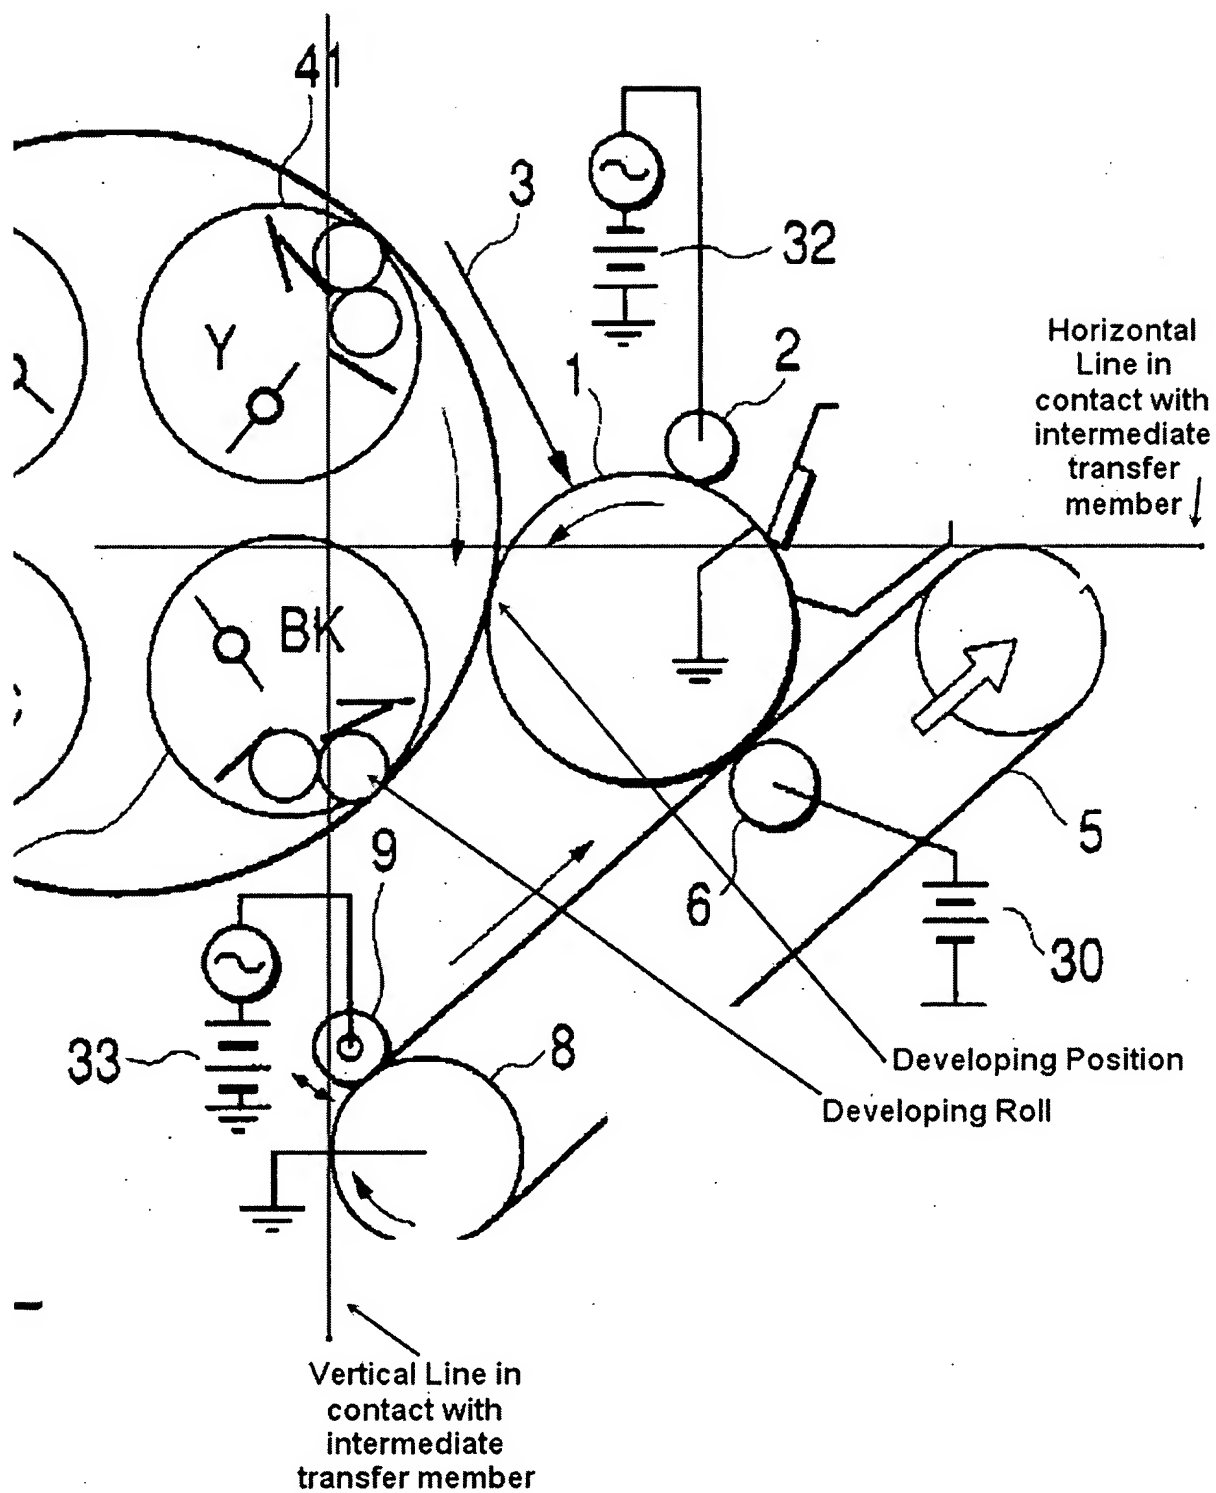 41
3
32
2
1
Horizontal
Line in
contact with
intermediate
transfer
member
Y
BK
9
6
5
30
33
8
Developing Position
Developing Roll
Vertical Line in
contact with
intermediate
transfer member